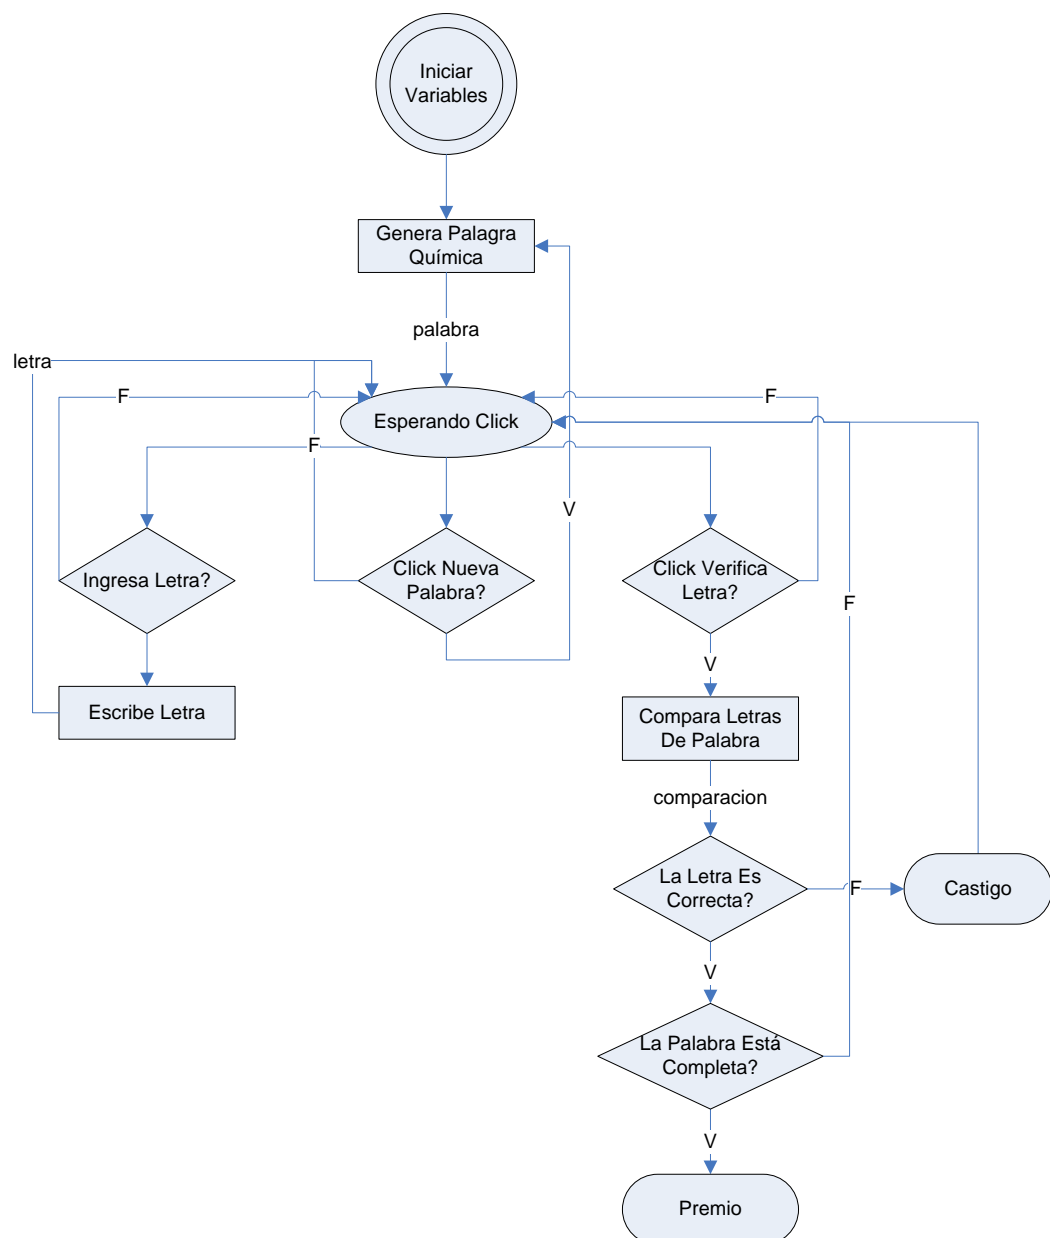 Iniciar
Variables
Genera Palagra
Química
palabra
letra
F
F
Esperando Click
F
V
Ingresa Letra?
Click Nueva
Palabra?
Click Verifica
Letra?
F
V
Escribe Letra
Compara Letras
De Palabra
comparacion
La Letra Es
Correcta?
F
Castigo
V
La Palabra Está
Completa?
V
Premio